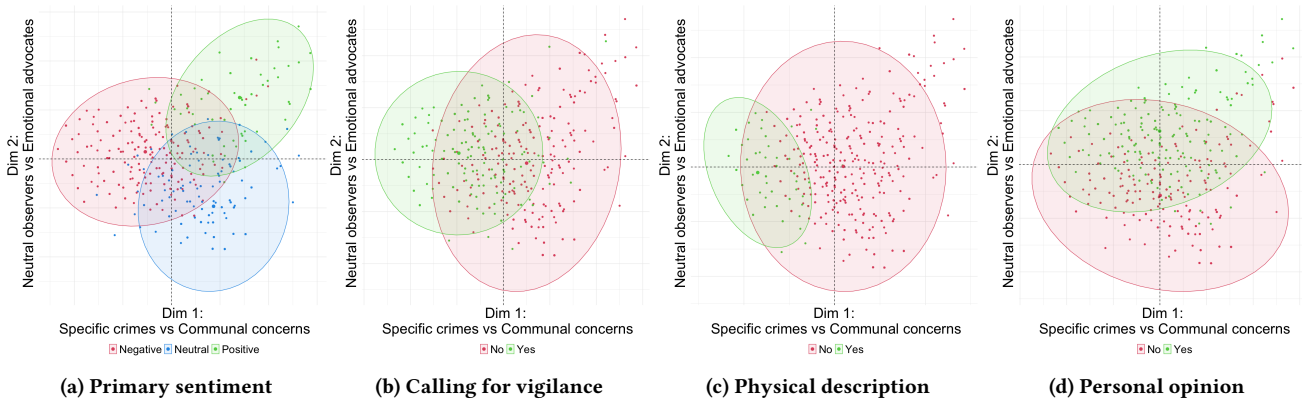 Dim 2:
Neutral observers vs Emotional advocates
Dim 1:
Specific crimes vs Communal concerns
Negative Neutral Positive
(a) Primary sentiment
Dim 2:
Neutral observers vs Emotional advocates
Dim 1:
Specific crimes vs Communal concerns
No Yes
(b) Calling for vigilance
Dim 2:
Neutral observers vs Emotional advocates
Dim 1:
Specific crimes vs Communal concerns
No Yes
(c) Physical description
Dim 2:
Neutral observers vs Emotional advocates
Dim 1:
Specific crimes vs Communal concerns
No Yes
(d) Personal opinion